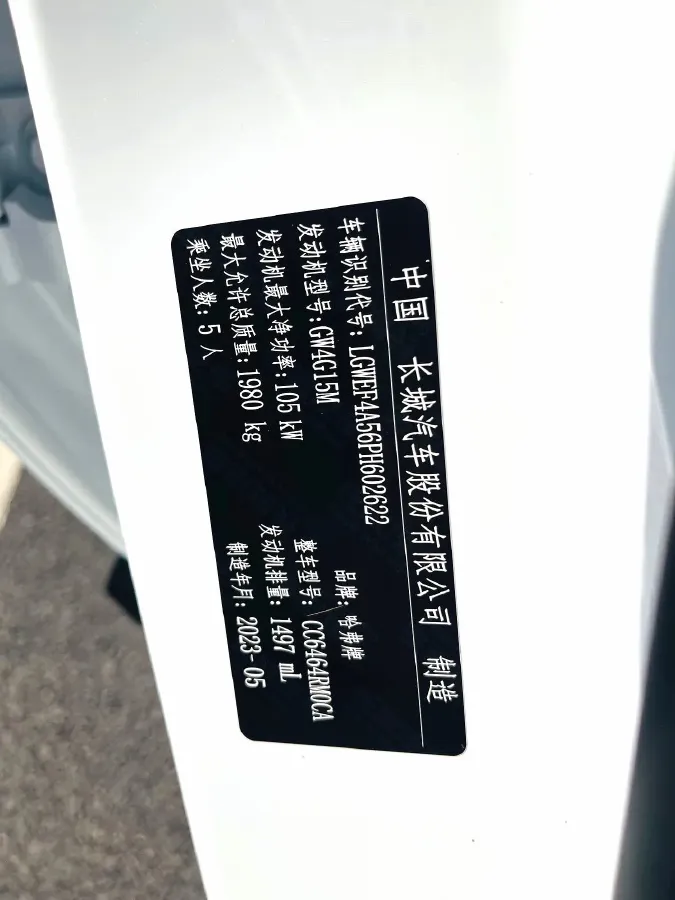 中国 长城汽车股份有限公司 制造
车辆识别代号：LGWEF4A56PH602622 品牌：哈弗牌
发动机型号：GW4G15M 整车型号：CC6464RM0CA
发动机最大净功率：105 kW 发动机排量：1497 mL
最大允许总质量：1980 kg 制造年月：2023-05
乘坐人数：5 人